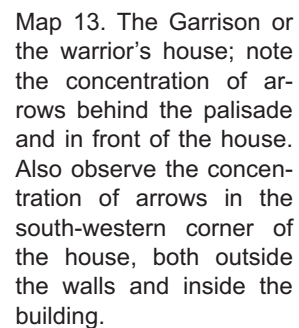 Map 13. The Garrison or
the warrior’s house; note
the concentration of ar-
rows behind the palisade
and in front of the house.
Also observe the concen-
tration of arrows in the
south-western corner of
the house, both outside
the walls and inside the
building.